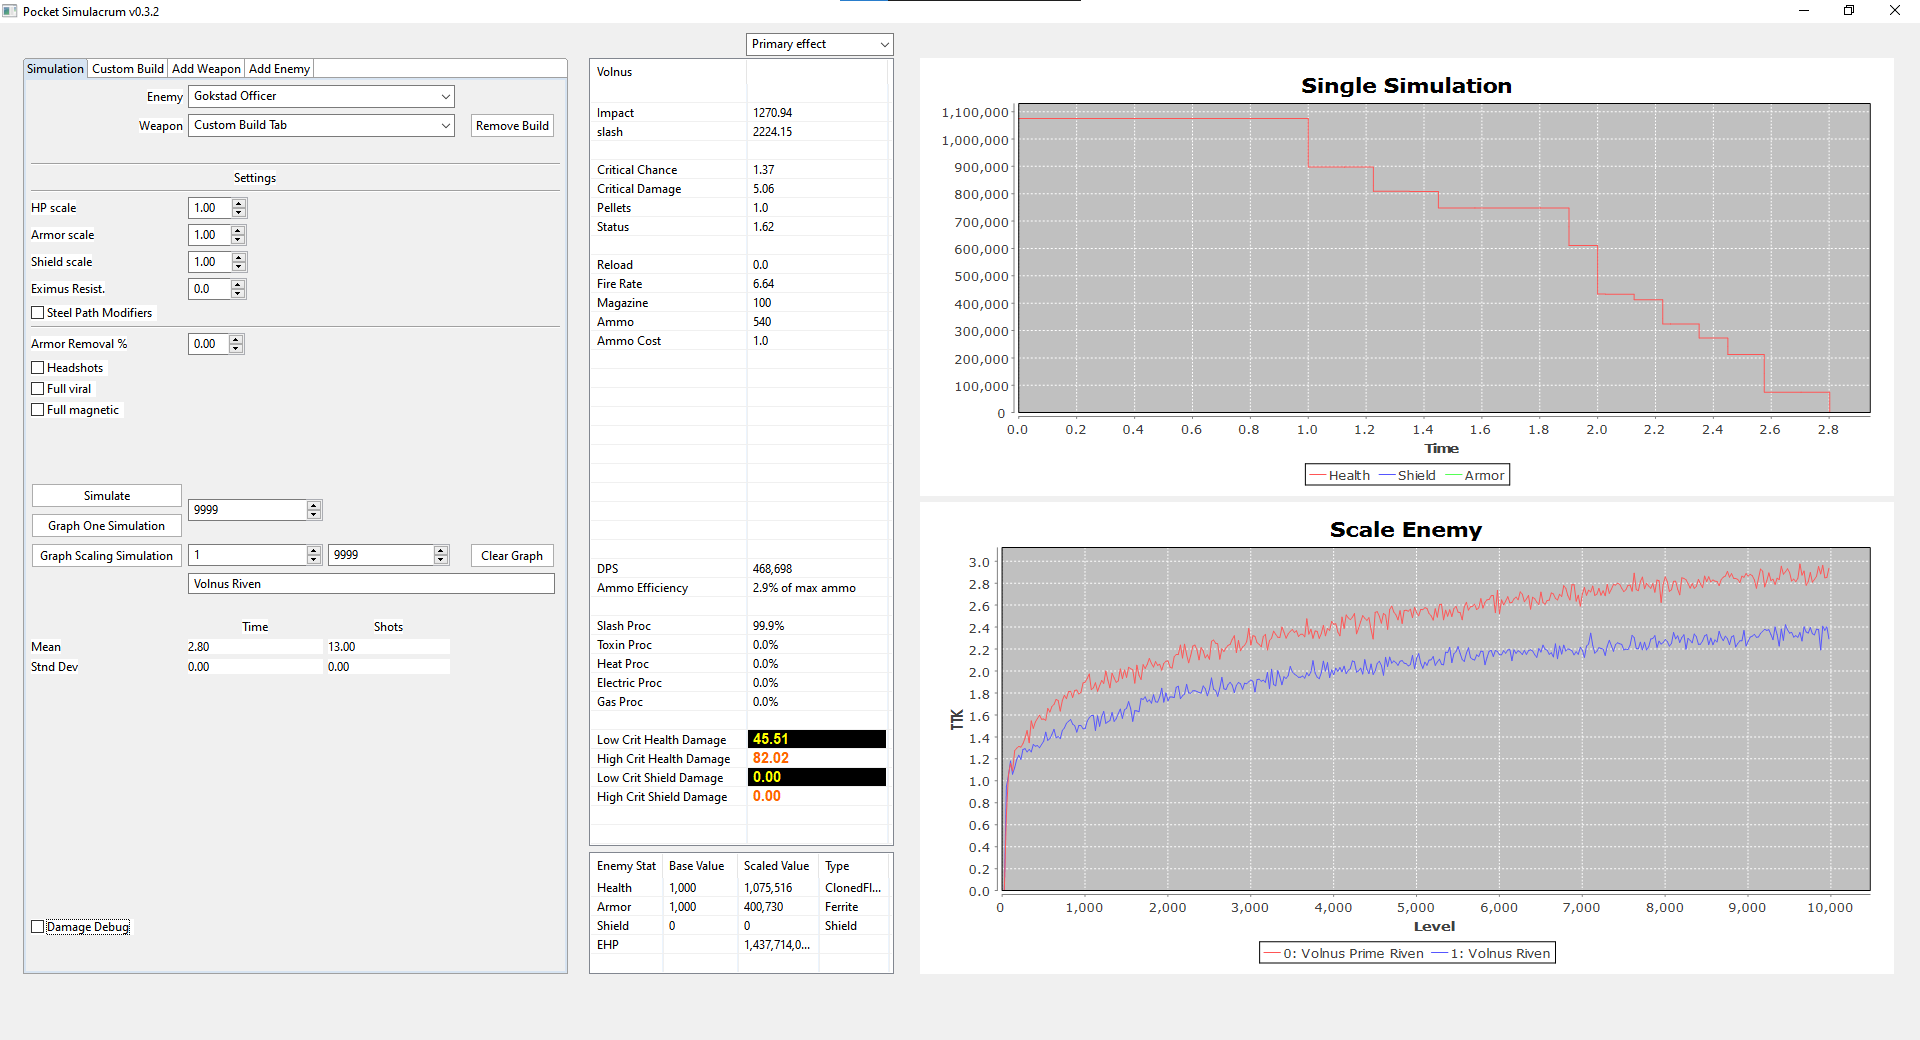 Pocket Simulacrum v0.3.2
Primary effect
Simulation Custom Build Add Weapon Add Enemy
Enemy Gokstad Officer
Weapon Custom Build Tab Remove Build
Settings
HP scale 1.00
Armor scale 1.00
Shield scale 1.00
Eximus Resist. 0.0
Steel Path Modifiers
Armor Removal % 0.00
Headshots
Full viral
Full magnetic
Simulate
9999
Graph One Simulation
Graph Scaling Simulation 1 9999 Clear Graph
Volnus Riven
Time Shots
Mean 2.80 13.00
Stnd Dev 0.00 0.00
Damage Debug
Volnus
Impact 1270.94
slash 2224.15
Critical Chance 1.37
Critical Damage 5.06
Pellets 1.0
Status 1.62
Reload 0.0
Fire Rate 6.64
Magazine 100
Ammo 540
Ammo Cost 1.0
DPS 468,698
Ammo Efficiency 2.9% of max ammo
Slash Proc 99.9%
Toxin Proc 0.0%
Heat Proc 0.0%
Electric Proc 0.0%
Gas Proc 0.0%
Low Crit Health Damage 45.51
High Crit Health Damage 82.02
Low Crit Shield Damage 0.00
High Crit Shield Damage 0.00
Enemy Stat Base Value Scaled Value Type
Health 1,000 1,075,516 ClonedFl...
Armor 1,000 400,730 Ferrite
Shield 0 0 Shield
EHP 1,437,714,0...
Single Simulation
1,100,000
1,000,000
900,000
800,000
700,000
600,000
500,000
400,000
300,000
200,000
100,000
0
0.0 0.2 0.4 0.6 0.8 1.0 1.2 1.4 1.6 1.8 2.0 2.2 2.4 2.6 2.8
Time
Health Shield Armor
Scale Enemy
TTK
3.0
2.8
2.6
2.4
2.2
2.0
1.8
1.6
1.4
1.2
1.0
0.8
0.6
0.4
0.2
0.0
0 1,000 2,000 3,000 4,000 5,000 6,000 7,000 8,000 9,000 10,000
Level
0: Volnus Prime Riven 1: Volnus Riven